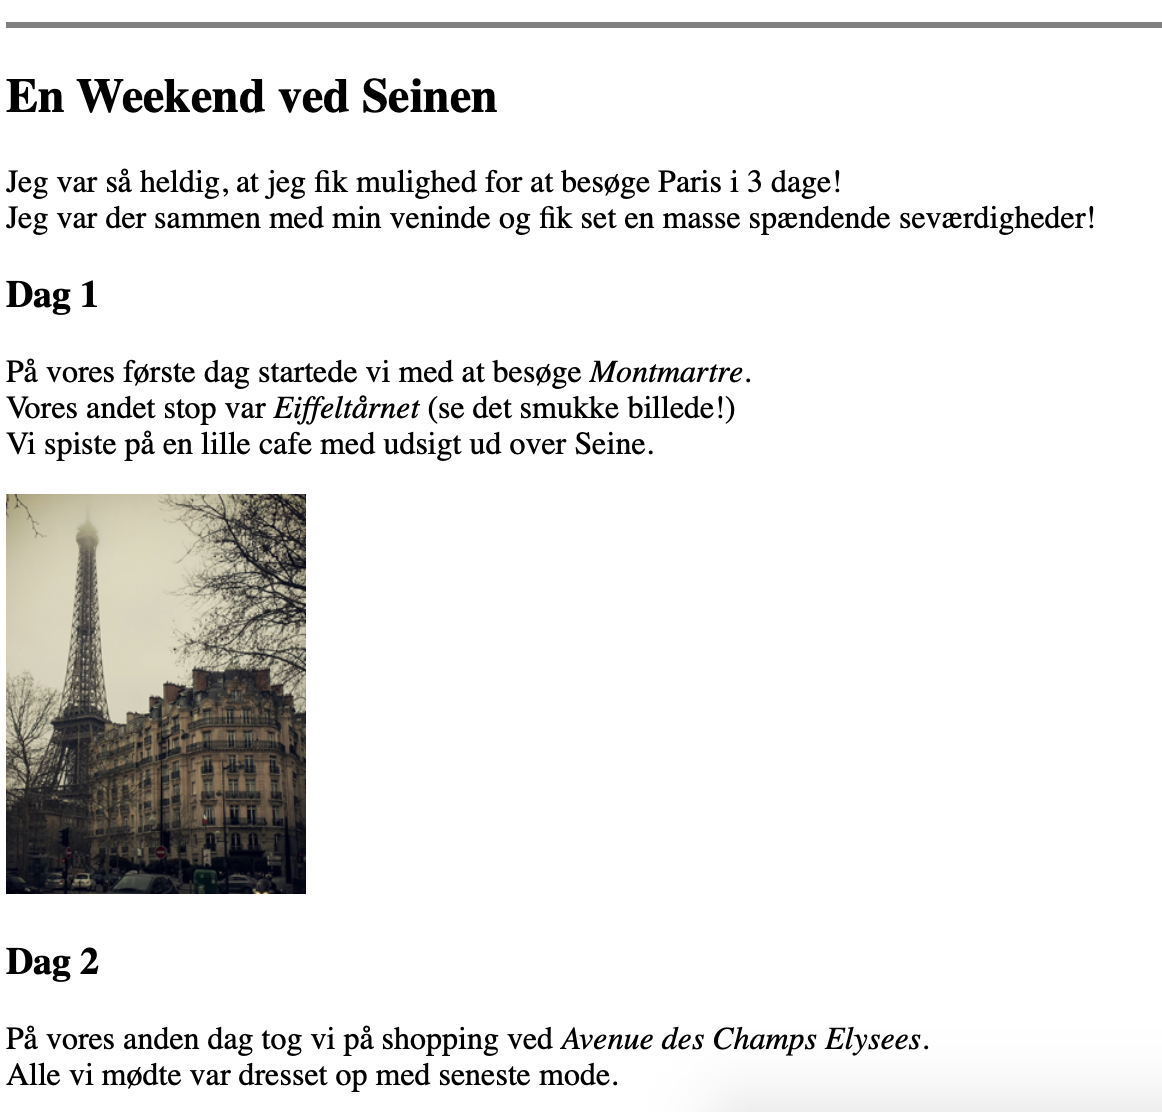 En Weekend ved Seinen
Jeg var så heldig, at jeg fik mulighed for at besøge Paris i 3 dage!
Jeg var der sammen med min veninde og fik set en masse spændende seværdigheder!
Dag 1
På vores første dag startede vi med at besøge Montmartre.
Vores andet stop var Eiffeltårnet (se det smukke billede!)
Vi spiste på en lille cafe med udsigt ud over Seine.
Dag 2
På vores anden dag tog vi på shopping ved Avenue des Champs Elysees.
Alle vi mødte var dresset op med seneste mode.